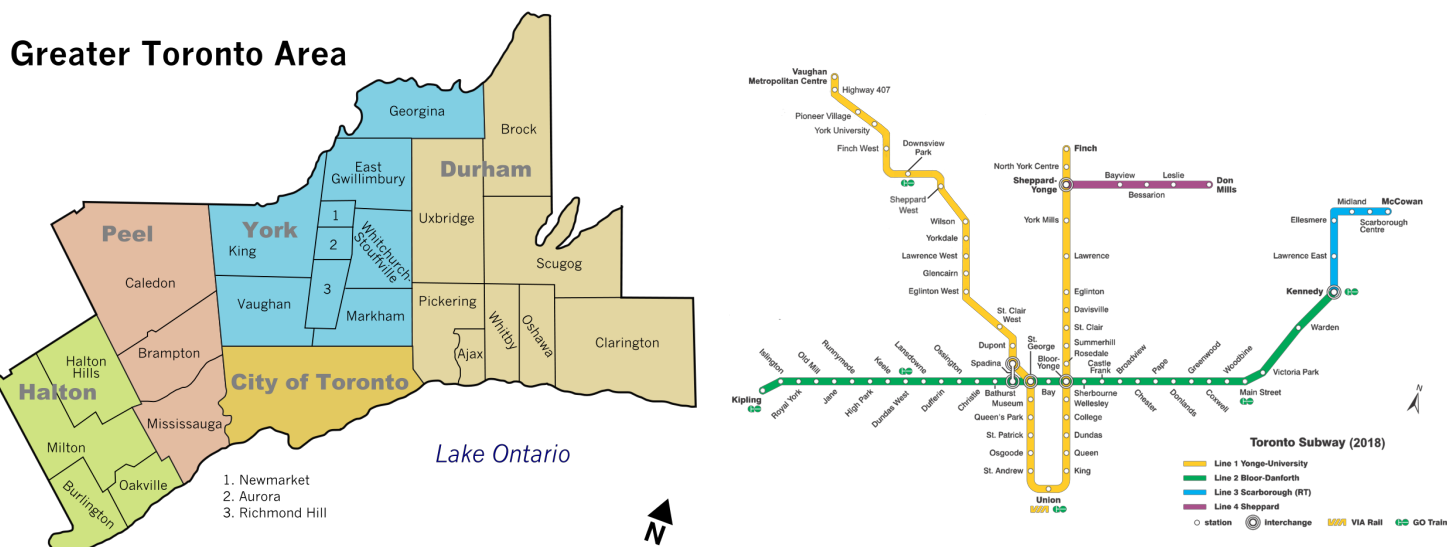 Greater Toronto Area
Georgina
Brock
East
Gwillimbury
Durham
Uxbridge
Peel
York
1
King
2
Whitchurch-
Stouffville
Scugog
Caledon
3
Vaughan
Markham
Pickering
Ajax
Whitby
Oshawa
Clarington
Halton
Hills
Brampton
City of Toronto
Halton
Mississauga
Milton
Oakville
Burlington
Lake Ontario
1. Newmarket
2. Aurora
3. Richmond Hill
N
Vaughan
Metropolitan Centre
Highway 407
Pioneer Village
York University
Finch West
Downsview
Park
GO
Sheppard
West
Wilson
Yorkdale
Lawrence West
Glencairn
Eglinton West
St. Clair
West
Dupont
Spadina
St.
George
Finch
North York Centre
Sheppard-
Yonge
Bayview
Bessarion
Leslie
Don
Mills
York Mills
Lawrence
Eglinton
Davisville
St. Clair
Summerhill
Rosedale
Bloor-
Yonge
Midland
McCowan
Ellesmere
Scarborough
Centre
Lawrence East
Kennedy
GO
Warden
Victoria Park
Kipling
GO
Islington
Royal York
Old Mill
Jane
Runnymede
High Park
Keele
GO
Dundas West
Lansdowne
Dufferin
Ossington
Christie
Bathurst
Bay
Sherbourne
Castle
Frank
Broadview
Chester
Pape
Donlands
Greenwood
Coxwell
Woodbine
Main Street
GO
Museum
Queen's Park
St. Patrick
Osgoode
St. Andrew
Wellesley
College
Dundas
Queen
King
Union
VIA GO
N
Toronto Subway (2018)
Line 1 Yonge-University
Line 2 Bloor-Danforth
Line 3 Scarborough (RT)
Line 4 Sheppard
station
Interchange
VIA VIA Rail
GO GO Train